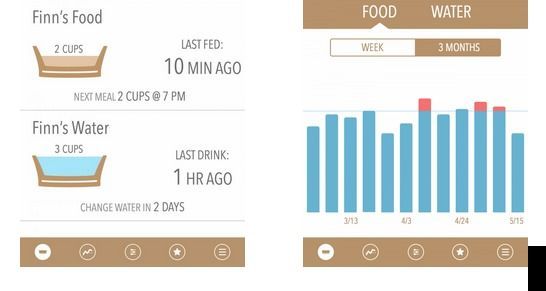 Finn's Food
2 CUPS
LAST FED:
10 MIN AGO
NEXT MEAL 2 CUPS @ 7 PM
Finn's Water
3 CUPS
LAST DRINK:
1 HR AGO
CHANGE WATER IN 2 DAYS
FOOD WATER
WEEK 3 MONTHS
3/13 4/3 4/24 5/15